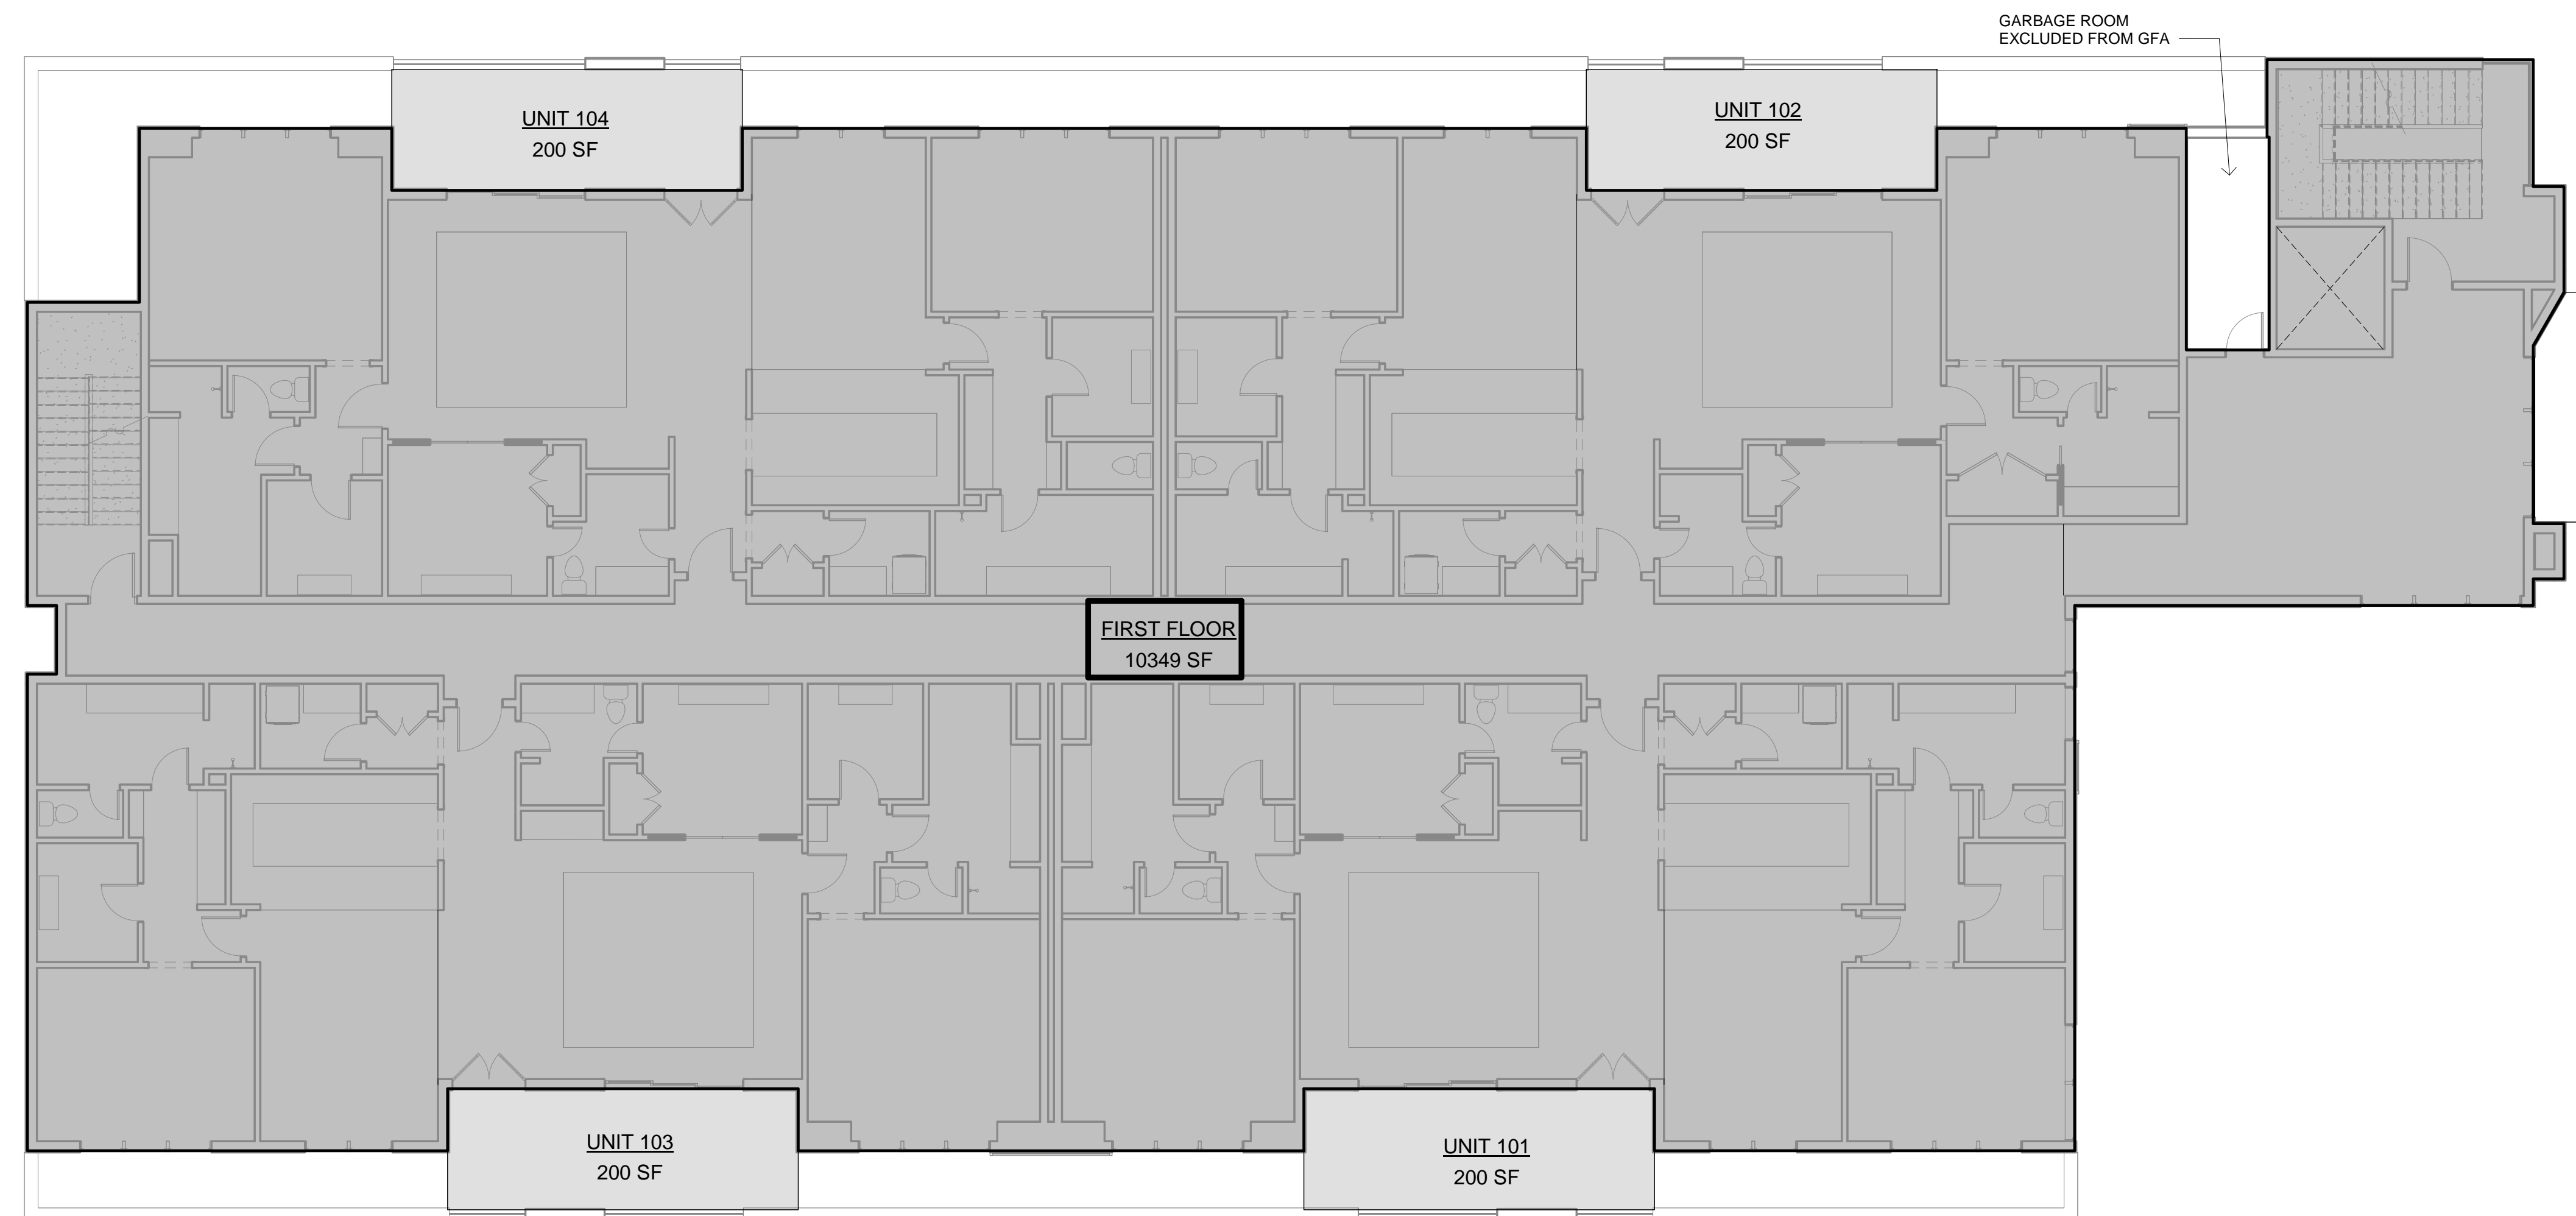 GARBAGE ROOM
EXCLUDED FROM GFA
UNIT 104
200 SF
UNIT 102
200 SF
FIRST FLOOR
10349 SF
UNIT 103
200 SF
UNIT 101
200 SF